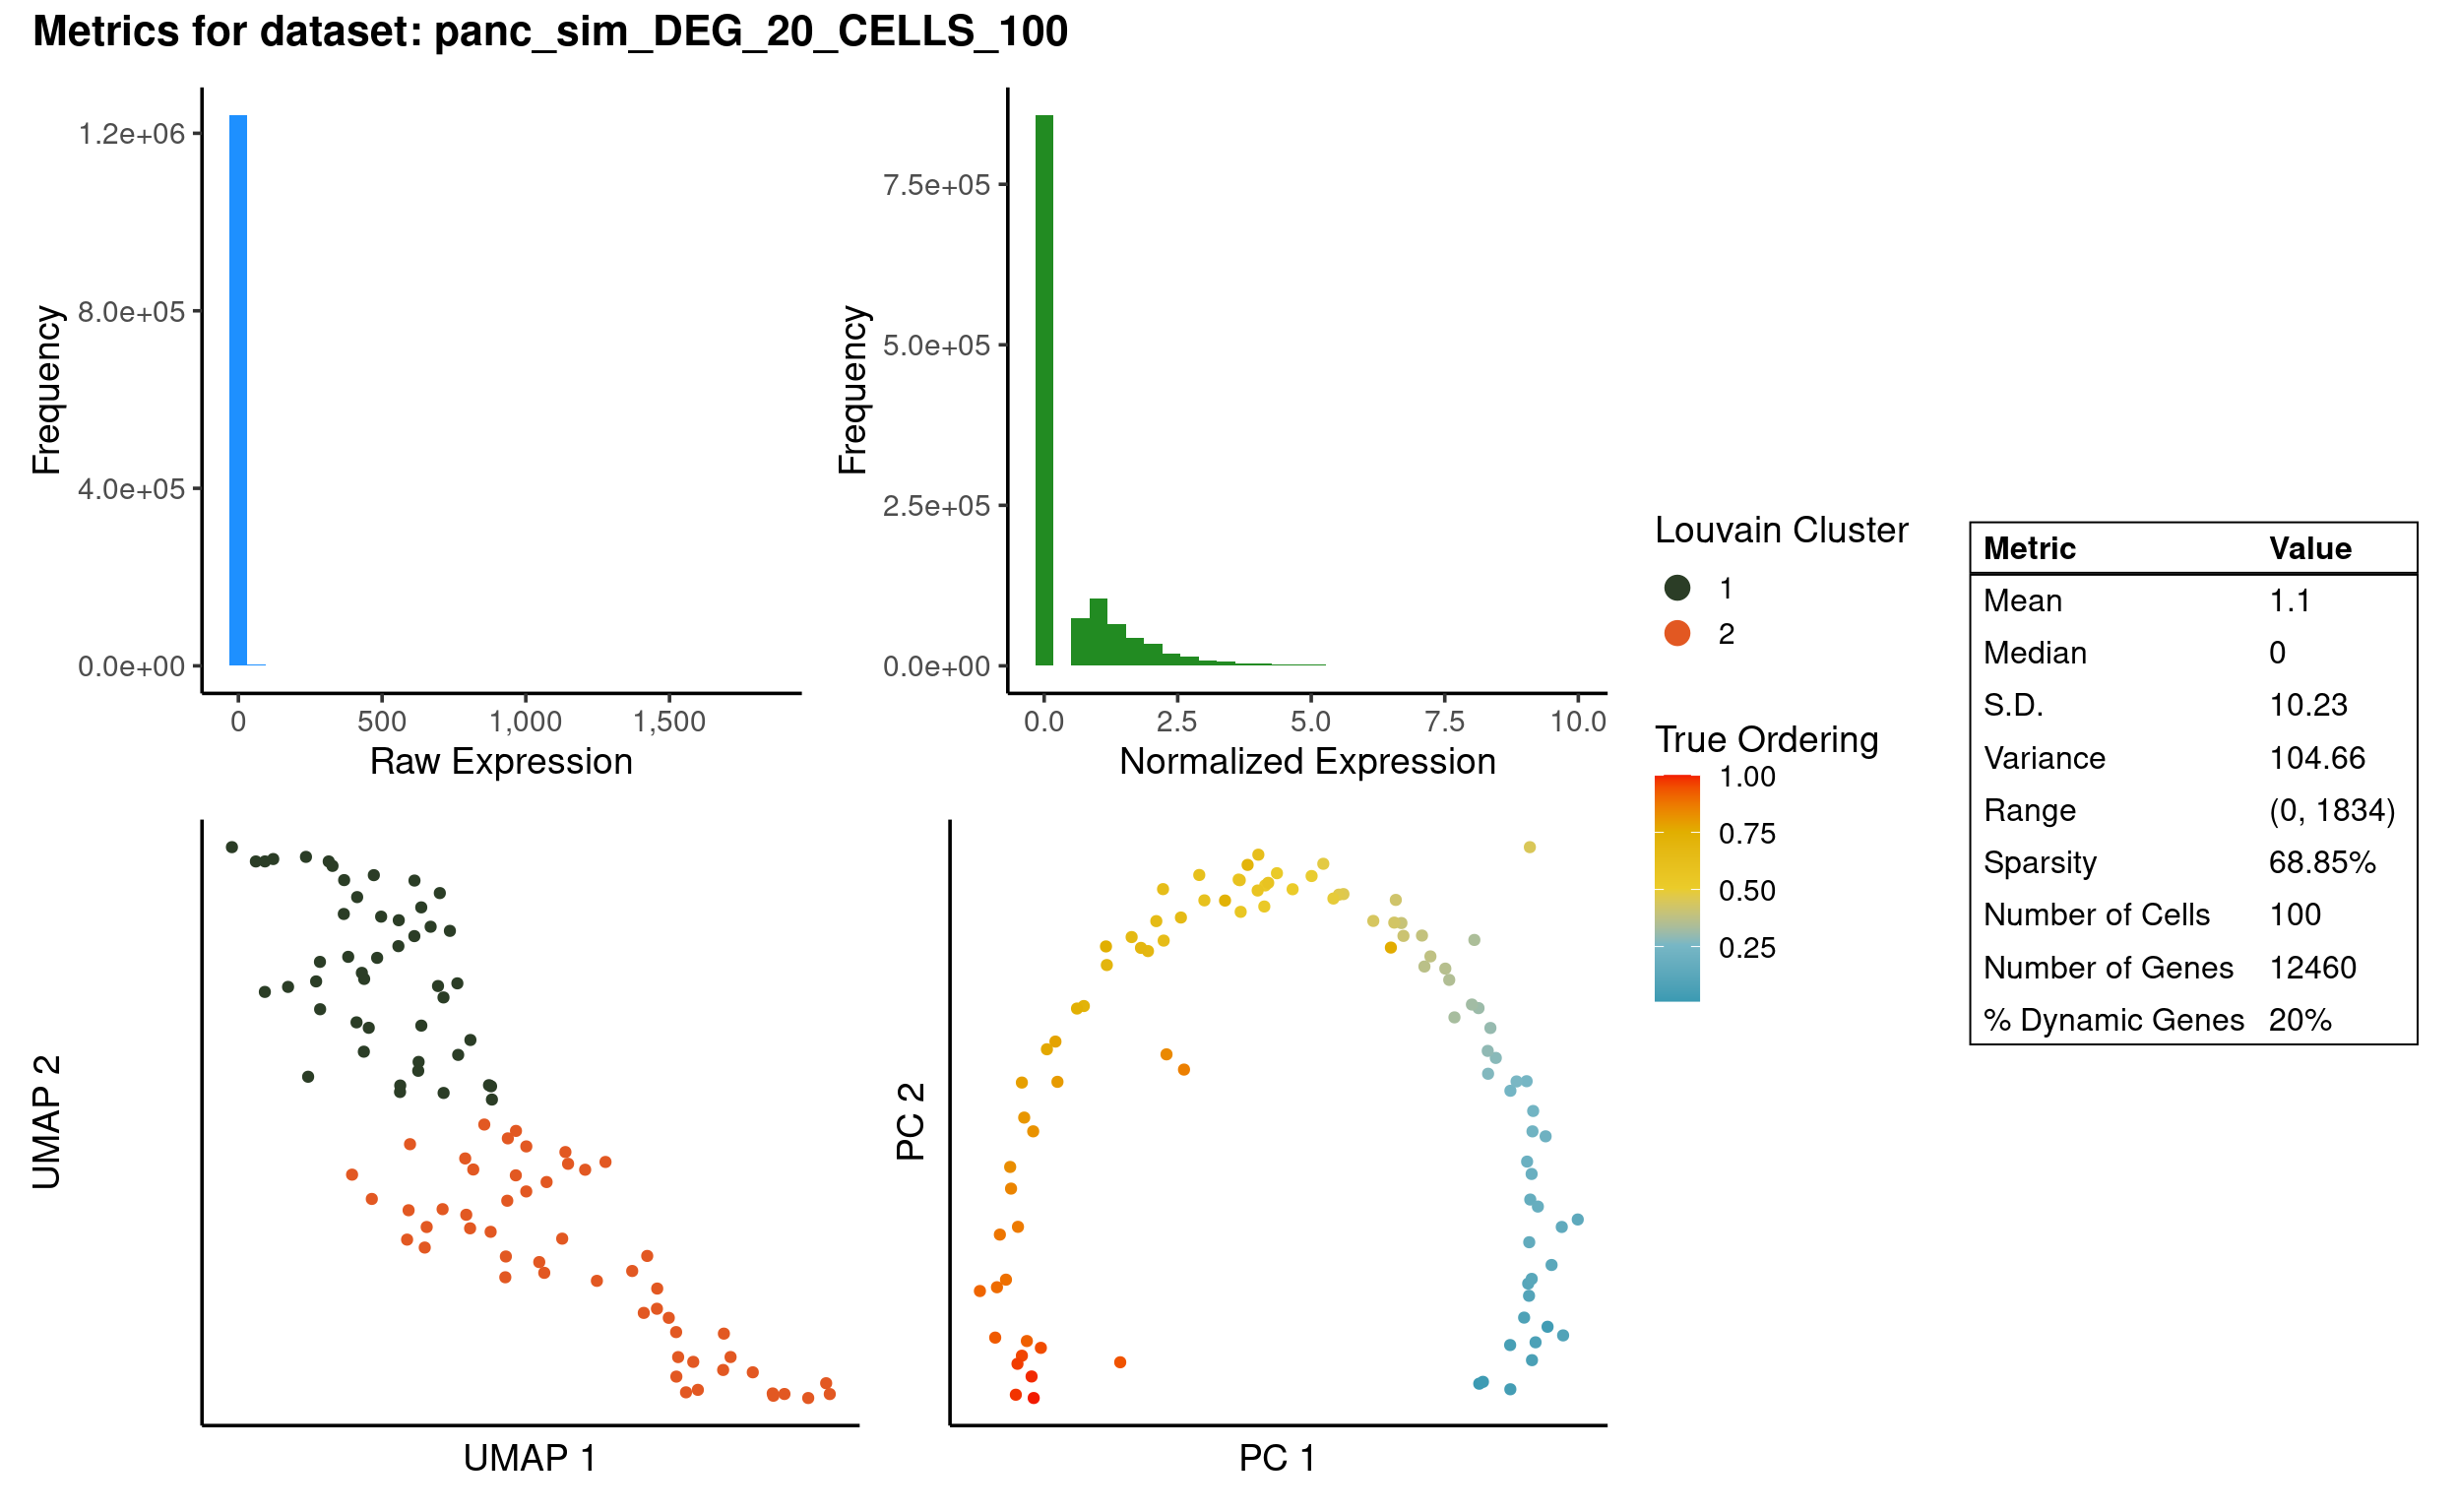 Metrics for dataset: panc_sim_DEG_20_CELLS_100
Frequency
1.2e+06
8.0e+05
4.0e+05
0.0e+00
0 500 1,000 1,500
Raw Expression
Frequency
7.5e+05
5.0e+05
2.5e+05
0.0e+00
0.0 2.5 5.0 7.5 10.0
Normalized Expression
UMAP 2
UMAP 1
PC 2
PC 1
Louvain Cluster
1
2
True Ordering
1.00
0.75
0.50
0.25
Metric Value
Mean 1.1
Median 0
S.D. 10.23
Variance 104.66
Range (0, 1834)
Sparsity 68.85%
Number of Cells 100
Number of Genes 12460
% Dynamic Genes 20%